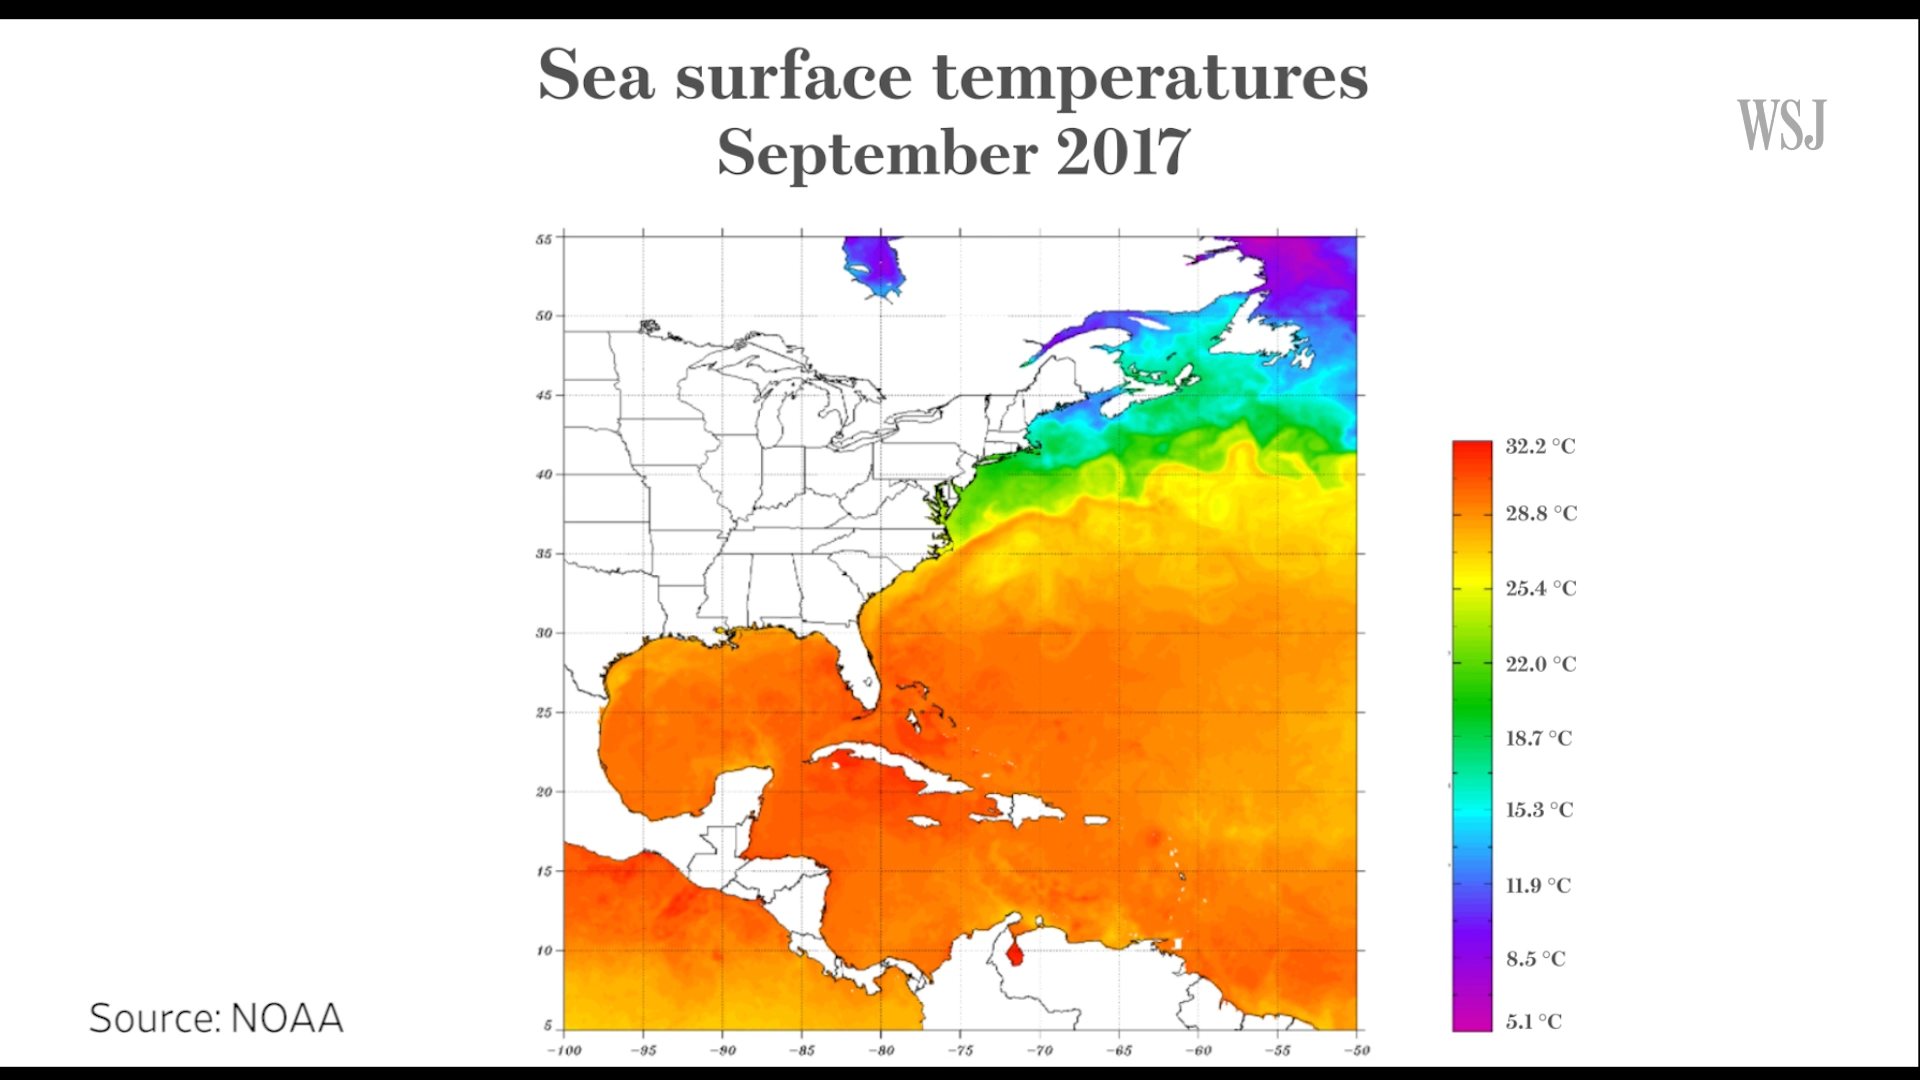 Sea surface temperatures
September 2017
WSJ
55
50
45
40
35
30
25
20
15
10
5
-100 -95 -90 -85 -80 -75 -70 -65 -60 -55 -50
32.2 °C
28.8 °C
25.4 °C
22.0 °C
18.7 °C
15.3 °C
11.9 °C
8.5 °C
5.1 °C
Source: NOAA